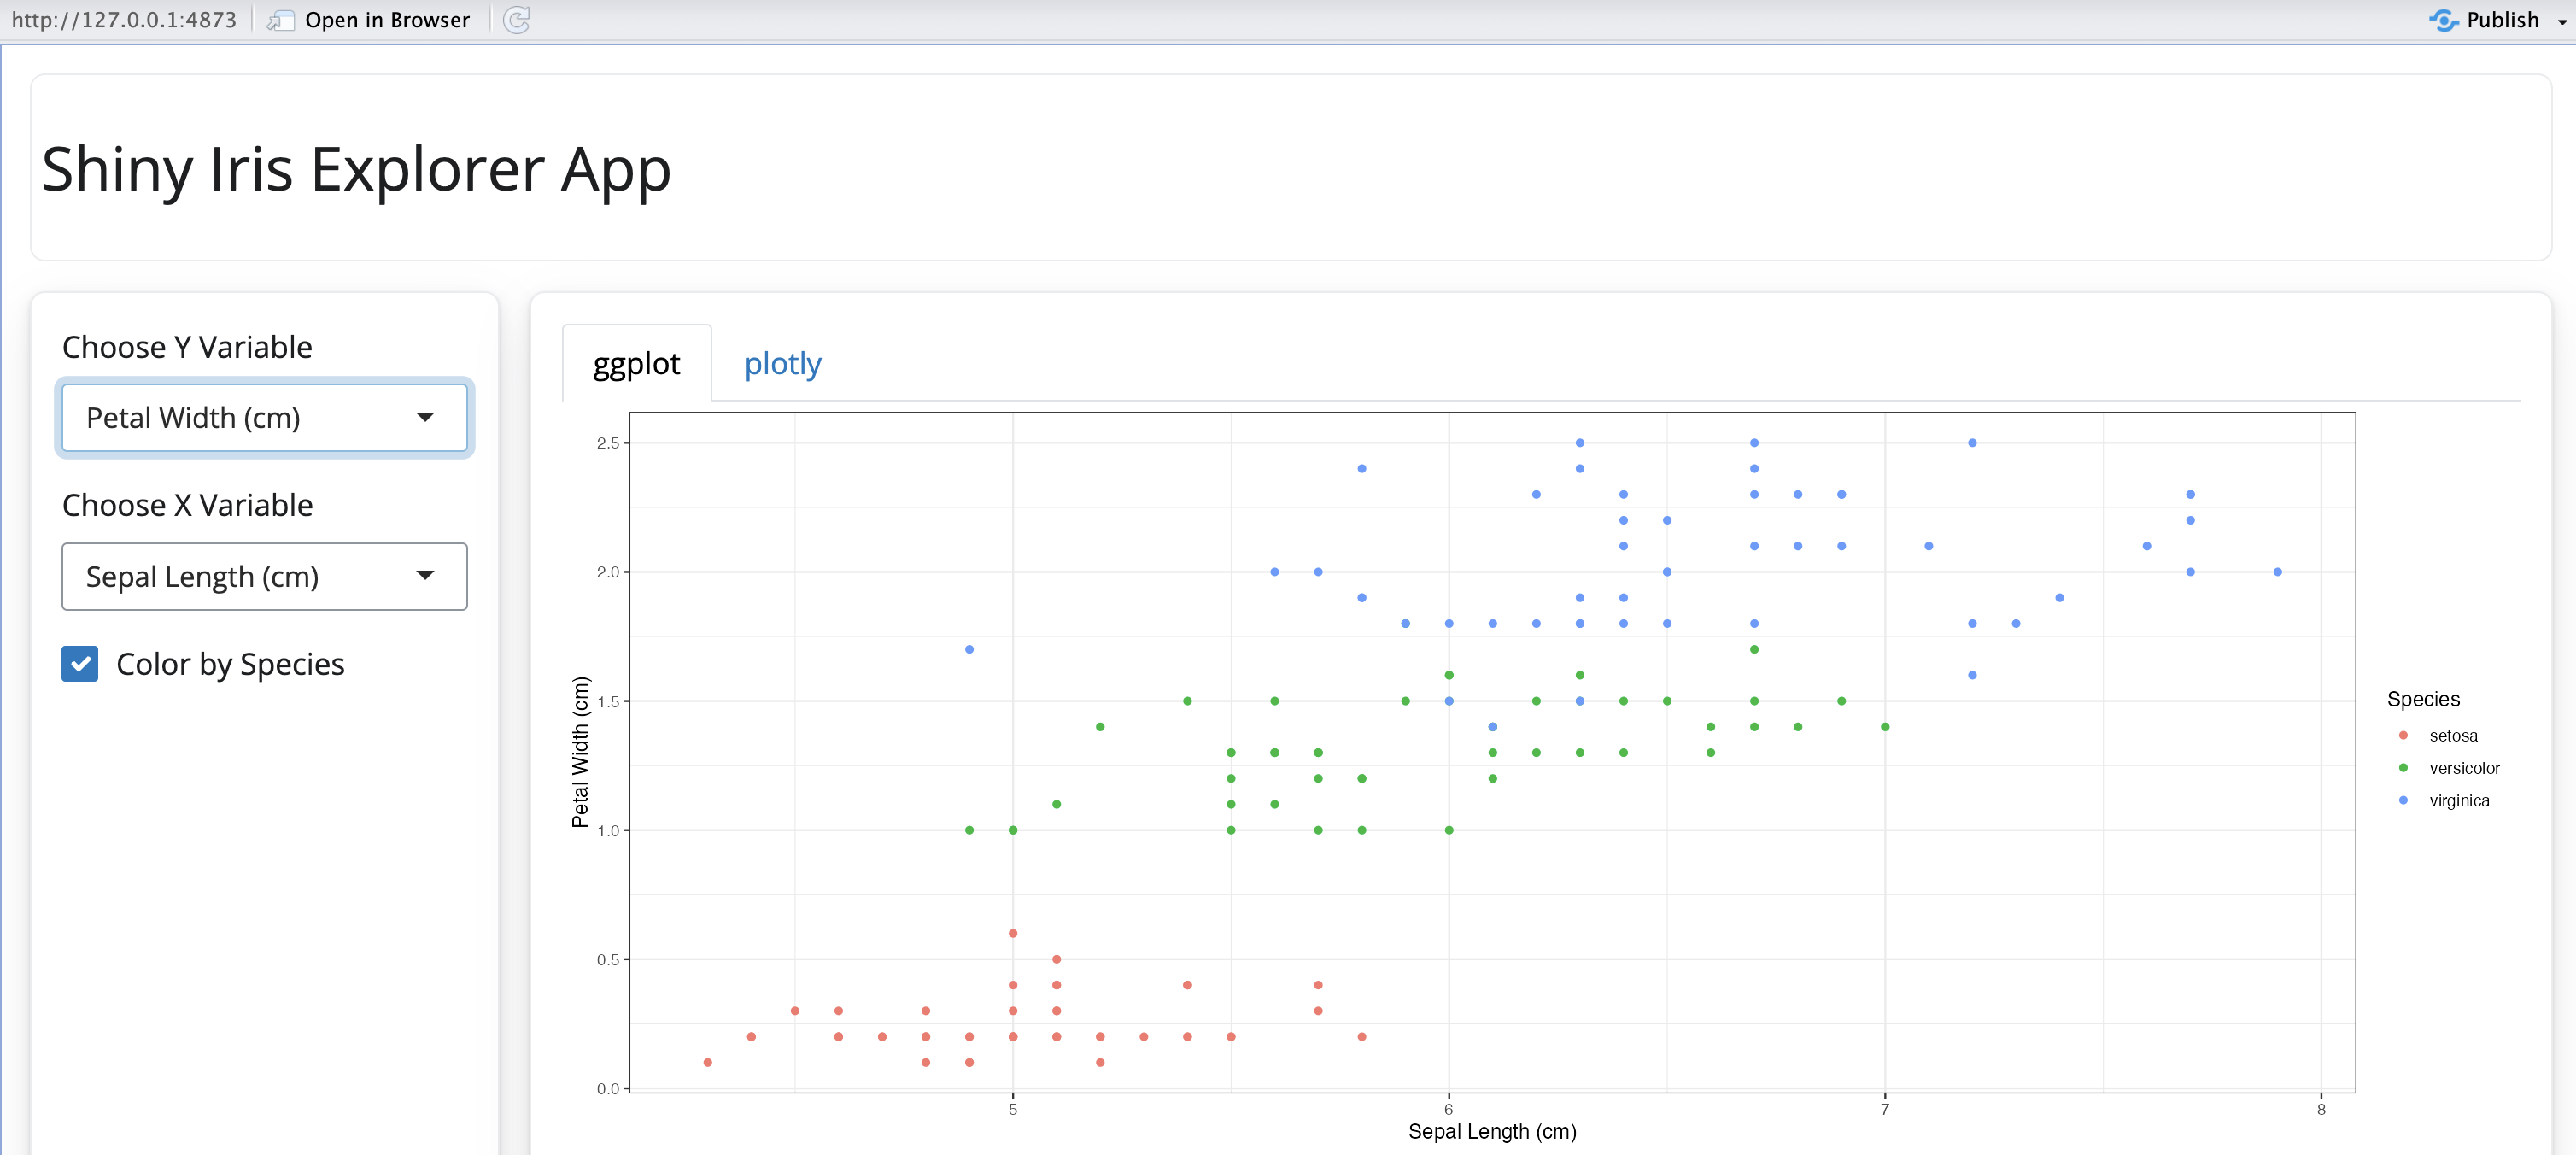 http://127.0.0.1:4873 Open in Browser Publish
Shiny Iris Explorer App
Choose Y Variable
Petal Width (cm)
Choose X Variable
Sepal Length (cm)
Color by Species
ggplot plotly
Petal Width (cm)
2.5
2.0
1.5
1.0
0.5
0.0
5 6 7 8
Sepal Length (cm)
Species
setosa
versicolor
virginica